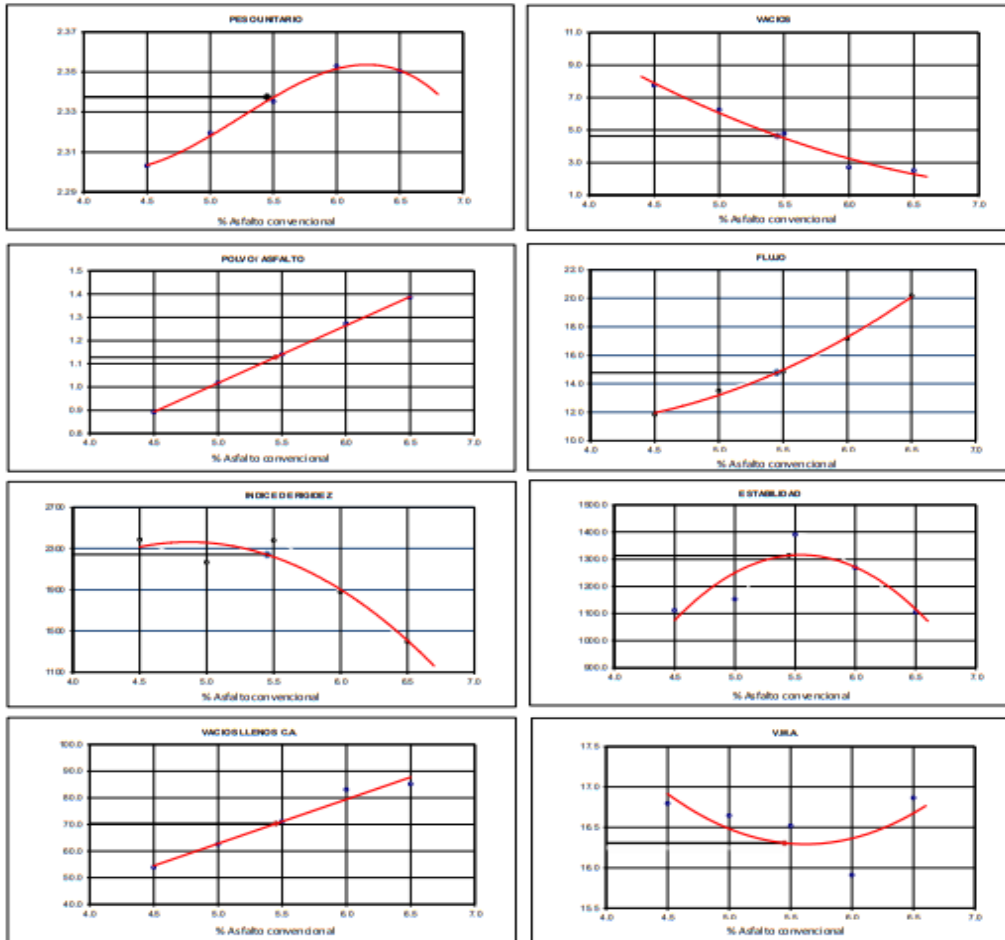 PESO UNITARIO
2.37
2.35
2.33
2.31
2.29
4.0 4.5 5.0 5.5 6.0 6.5 7.0
% Asfalto convencional
VACIOS
11.0
9.0
7.0
5.0
3.0
1.0
4.0 4.5 5.0 5.5 6.0 6.5 7.0
% Asfalto convencional
POLVO/ ASFALTO
1.5
1.4
1.3
1.2
1.1
1.0
0.9
0.8
4.0 4.5 5.0 5.5 6.0 6.5 7.0
% Asfalto convencional
FLUJO
22.0
20.0
18.0
16.0
14.0
12.0
10.0
4.0 4.5 5.0 5.5 6.0 6.5 7.0
% Asfalto convencional
INDICE DE RIGIDEZ
2700
2300
1900
1500
1100
4.0 4.5 5.0 5.5 6.0 6.5 7.0
% Asfalto convencional
ESTABILIDAD
1500.0
1400.0
1300.0
1200.0
1100.0
1000.0
900.0
4.0 4.5 5.0 5.5 6.0 6.5 7.0
% Asfalto convencional
VACIOS LLENOS C.A.
100.0
90.0
80.0
70.0
60.0
50.0
40.0
4.0 4.5 5.0 5.5 6.0 6.5 7.0
% Asfalto convencional
V.M.A.
17.5
17.0
16.5
16.0
15.5
4.0 4.5 5.0 5.5 6.0 6.5 7.0
% Asfalto convencional